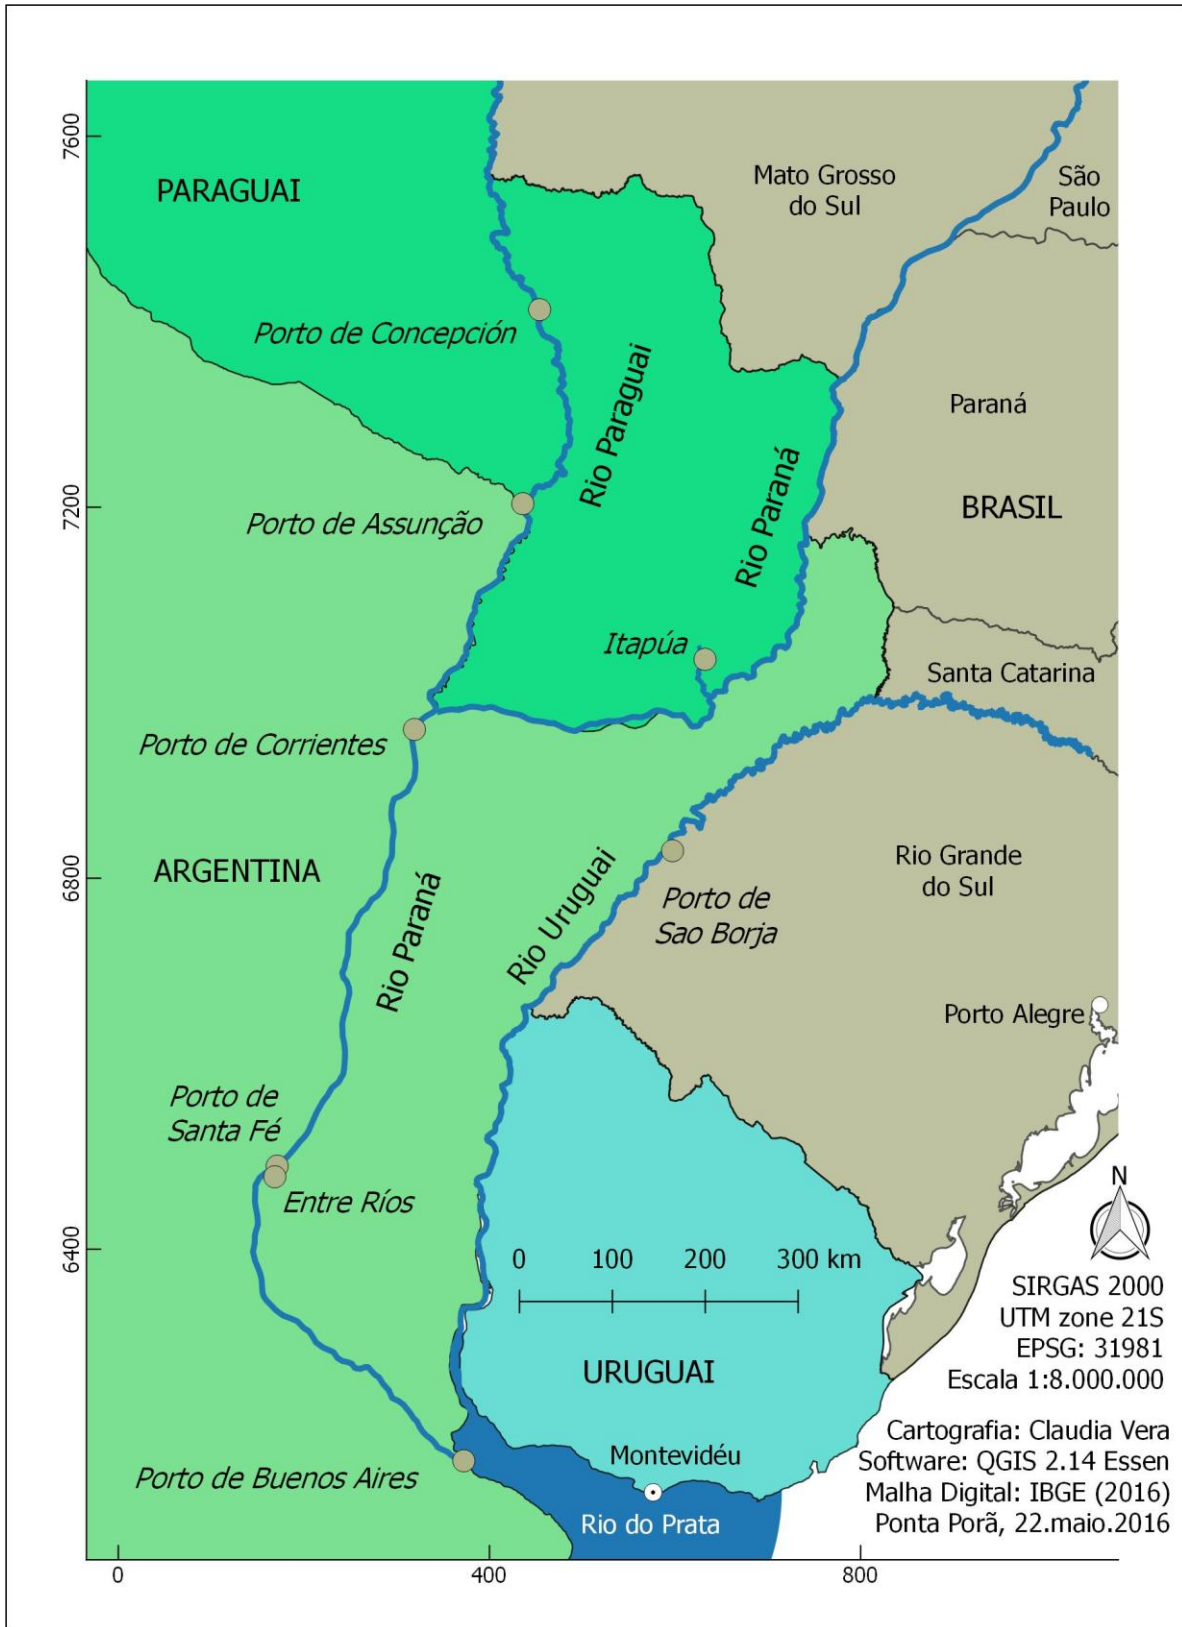 7600
PARAGUAI
Mato Grosso
do Sul
São
Paulo
Porto de Concepción
Rio Paraguai
Paraná
Rio Paraná
7200
Porto de Assunção
BRASIL
Itapúa
Santa Catarina
Porto de Corrientes
6800
ARGENTINA
Rio Paraná
Rio Uruguai
Rio Grande
do Sul
Porto de
Sao Borja
Porto Alegre
Porto de
Santa Fé
Entre Ríos
N
6400
0 100 200 300 km
SIRGAS 2000
UTM zone 21S
EPSG: 31981
Escala 1:8.000.000
URUGUAI
Cartografia: Claudia Vera
Software: QGIS 2.14 Essen
Malha Digital: IBGE (2016)
Ponta Porã, 22.maio.2016
Montevidéu
Porto de Buenos Aires
Rio do Prata
0 400 800